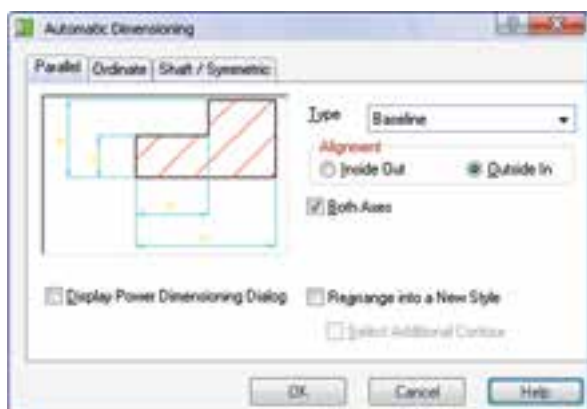 Automatic Dimensioning
Parallel Ordinate Shaft / Symmetric
Type Baseline
Alignment
Inside Out Outside In
Both Axes
Display Power Dimensioning Dialog Rearrange into a New Style
Select Additional Contour
OK Cancel Help